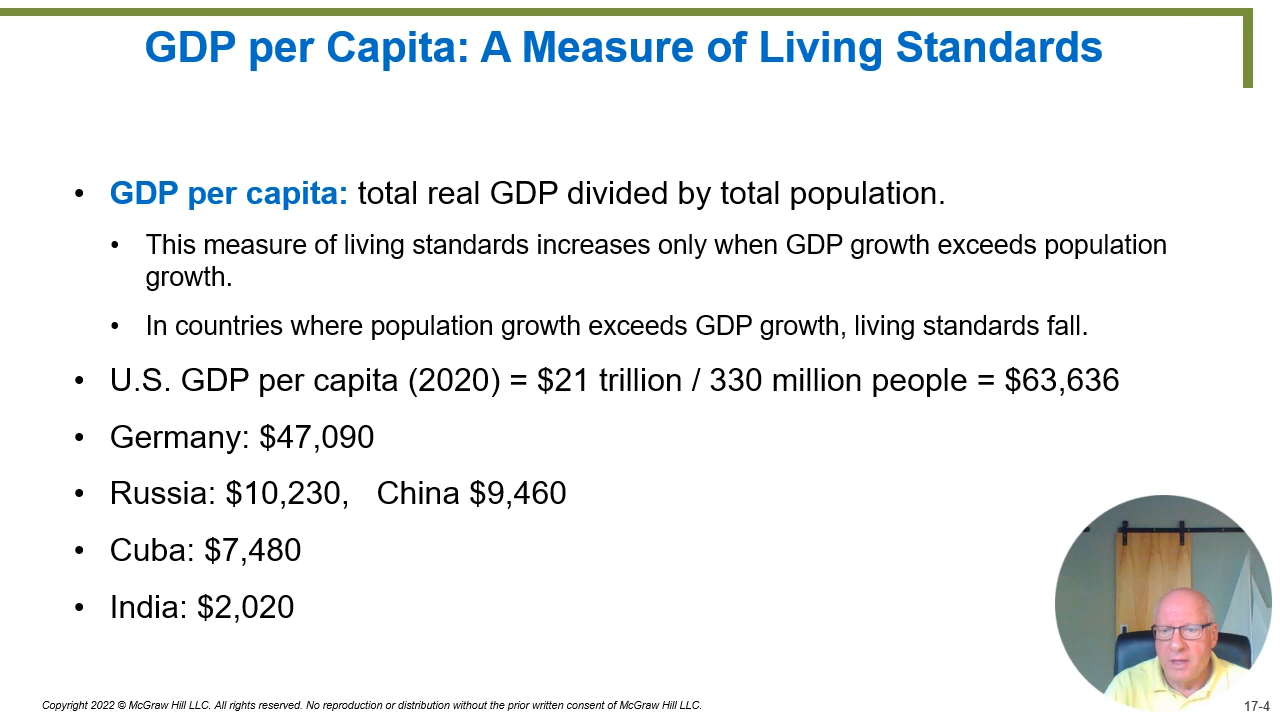 GDP per Capita: A Measure of Living Standards
• GDP per capita: total real GDP divided by total population.
• This measure of living standards increases only when GDP growth exceeds population
growth.
• In countries where population growth exceeds GDP growth, living standards fall.
• U.S. GDP per capita (2020) = $21 trillion / 330 million people = $63,636
• Germany: $47,090
• Russia: $10,230, China $9,460
• Cuba: $7,480
• India: $2,020
Copyright 2022 © McGraw Hill LLC. All rights reserved. No reproduction or distribution without the prior written consent of McGraw Hill LLC.
17-4